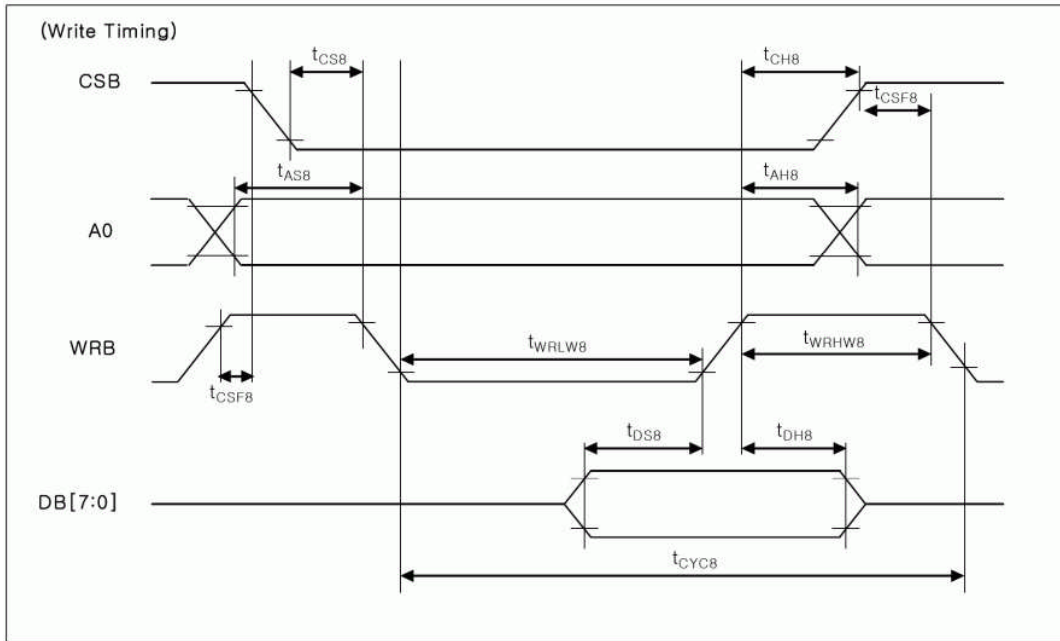 (Write Timing)
tCS8
tCH8
CSB
tCSF8
tAS8
tAH8
A0
tWRLW8
tWRHW8
WRB
tCSF8
tDS8
tDH8
DB[7:0]
tCYC8